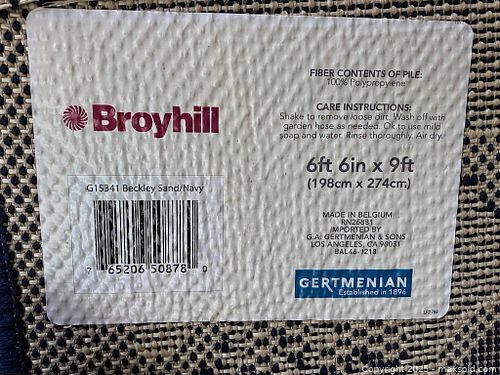 Broyhill
G15341 Beckley Sand/Navy
7 65206 50878 0
FIBER CONTENTS OF PILE:
100% Polypropylene
CARE INSTRUCTIONS:
Shake to remove loose dirt. Wash off with
garden hose as needed. Ok to use mild
soap and water. Rinse thoroughly. Air dry.
6ft 6in x 9ft
(198cm x 274cm)
MADE IN BELGIUM
RN26881
IMPORTED BY
G.A. GERTMENIAN & SONS
LOS ANGELES, CA 90031
BAL46-1218
GERTMENIAN
Established in 1896
Copyright 2025 - maxsold.com